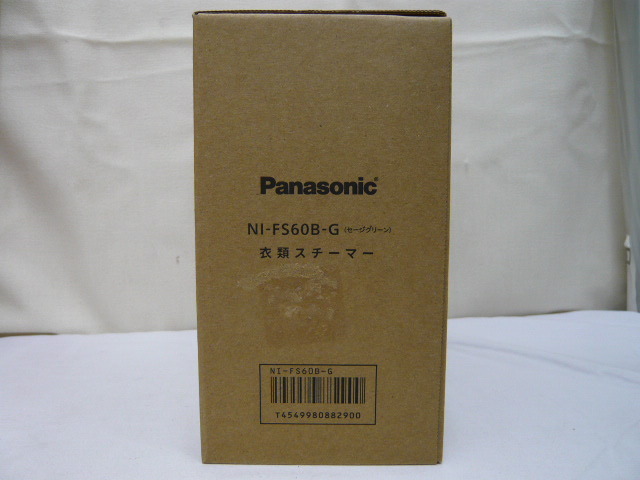 Panasonic®
NI-FS60B-G (セージグリーン)
衣類スチーマー
NI-FS60B-G
T4549980882900